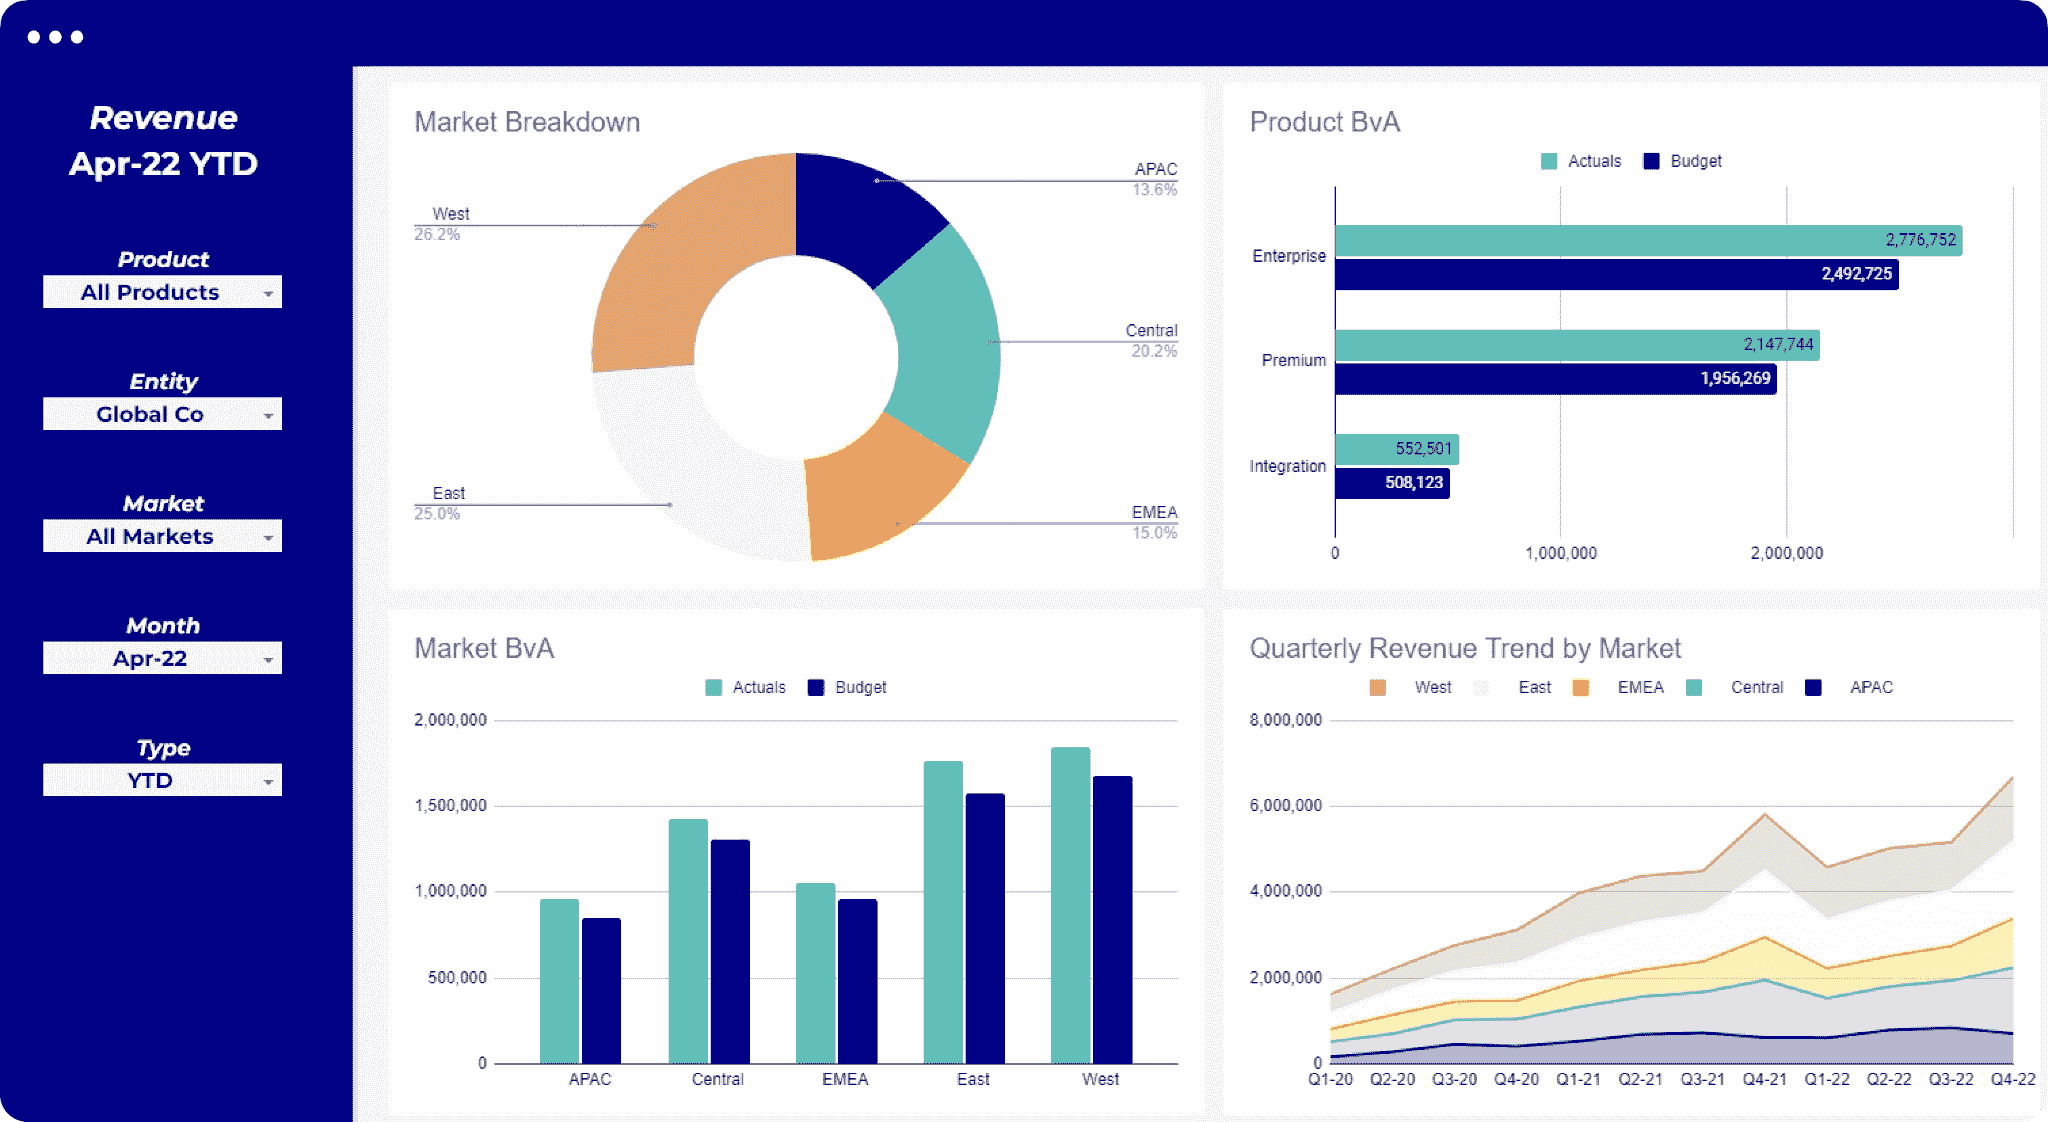 Revenue
Apr-22 YTD
Product
All Products
Entity
Global Co
Market
All Markets
Month
Apr-22
Type
YTD
Market Breakdown
APAC
13.6%
West
26.2%
Central
20.2%
East
25.0%
EMEA
15.0%
Product BvA
Actuals Budget
Enterprise
2,776,752
2,492,725
Premium
2,147,744
1,956,269
Integration
552,501
508,123
0 1,000,000 2,000,000
Market BvA
Actuals Budget
2,000,000
1,500,000
1,000,000
500,000
0
APAC Central EMEA East West
Quarterly Revenue Trend by Market
West East EMEA Central APAC
8,000,000
6,000,000
4,000,000
2,000,000
0
Q1-20 Q2-20 Q3-20 Q4-20 Q1-21 Q2-21 Q3-21 Q4-21 Q1-22 Q2-22 Q3-22 Q4-22